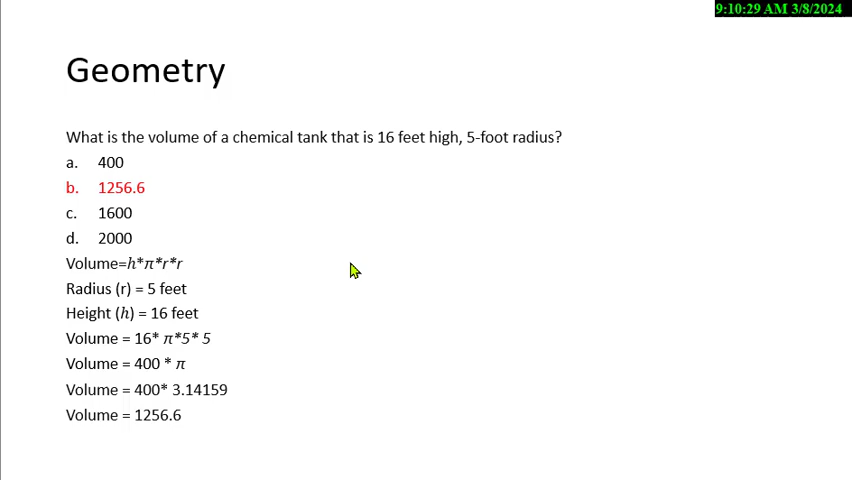 9:10:29 AM 3/8/2024
Geometry
What is the volume of a chemical tank that is 16 feet high, 5-foot radius?
a. 400
b. 1256.6
c. 1600
d. 2000
Volume=h*π*r*r
Radius (r) = 5 feet
Height (h) = 16 feet
Volume = 16* π*5* 5
Volume = 400 * π
Volume = 400* 3.14159
Volume = 1256.6